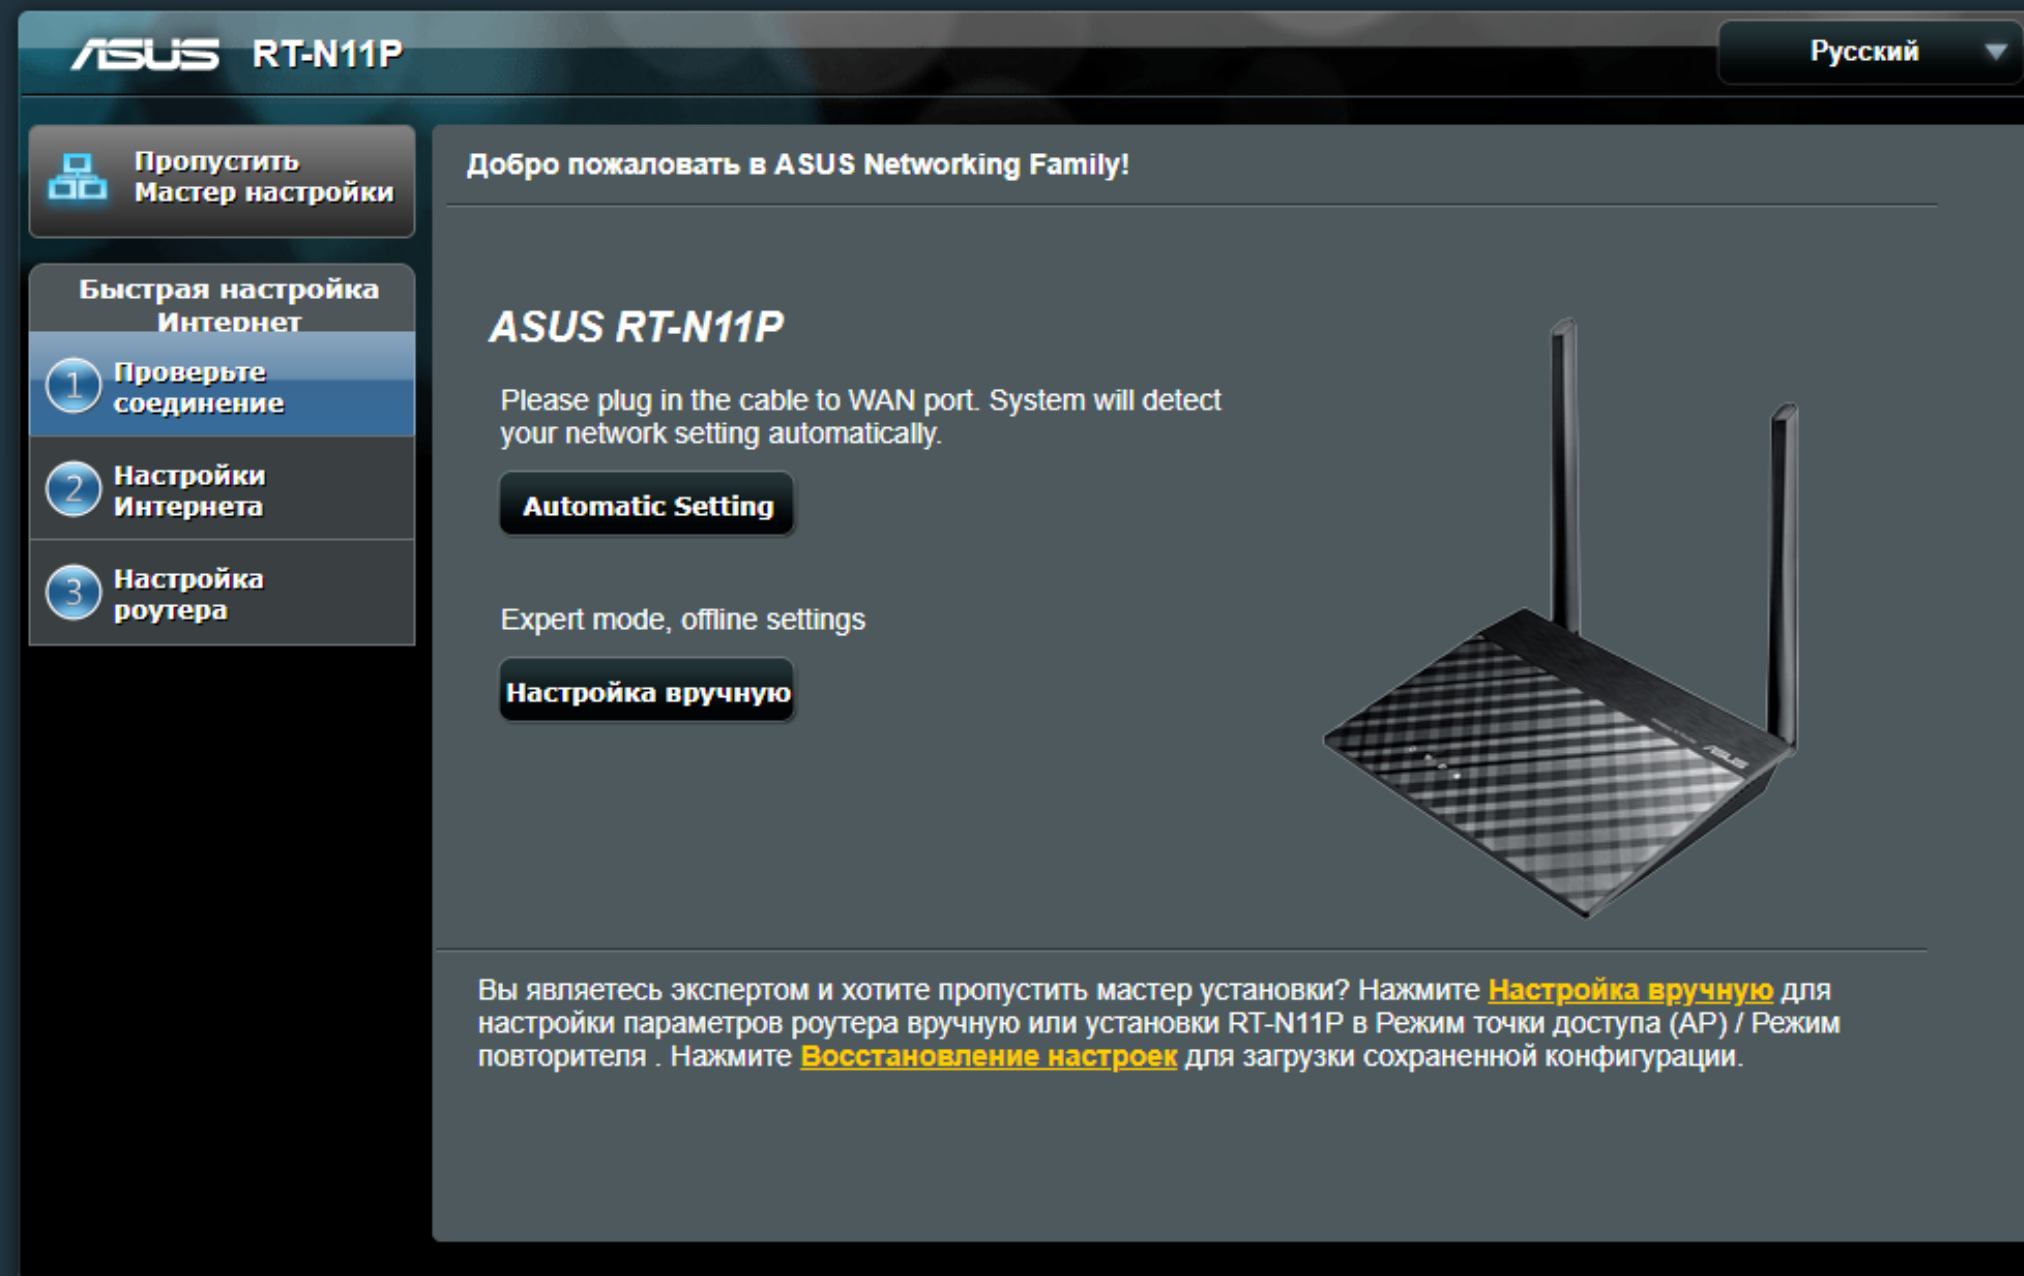 ASUS RT-N11P
Русский
Пропустить
Мастер настройки
Быстрая настройка
Интернет
1 Проверьте
соединение
2 Настройки
Интернета
3 Настройка
роутера
Добро пожаловать в ASUS Networking Family!
ASUS RT-N11P
Please plug in the cable to WAN port. System will detect
your network setting automatically.
Automatic Setting
Expert mode, offline settings
Настройка вручную
ASUS
Вы являетесь экспертом и хотите пропустить мастер установки? Нажмите Настройка вручную для
настройки параметров роутера вручную или установки RT-N11P в Режим точки доступа (AP) / Режим
повторителя . Нажмите Восстановление настроек для загрузки сохраненной конфигурации.